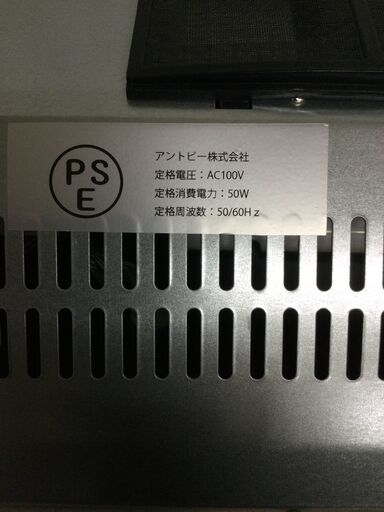 PS
E
アントビー株式会社
定格電圧：AC100V
定格消費電力：50W
定格周波数：50/60Hｚ